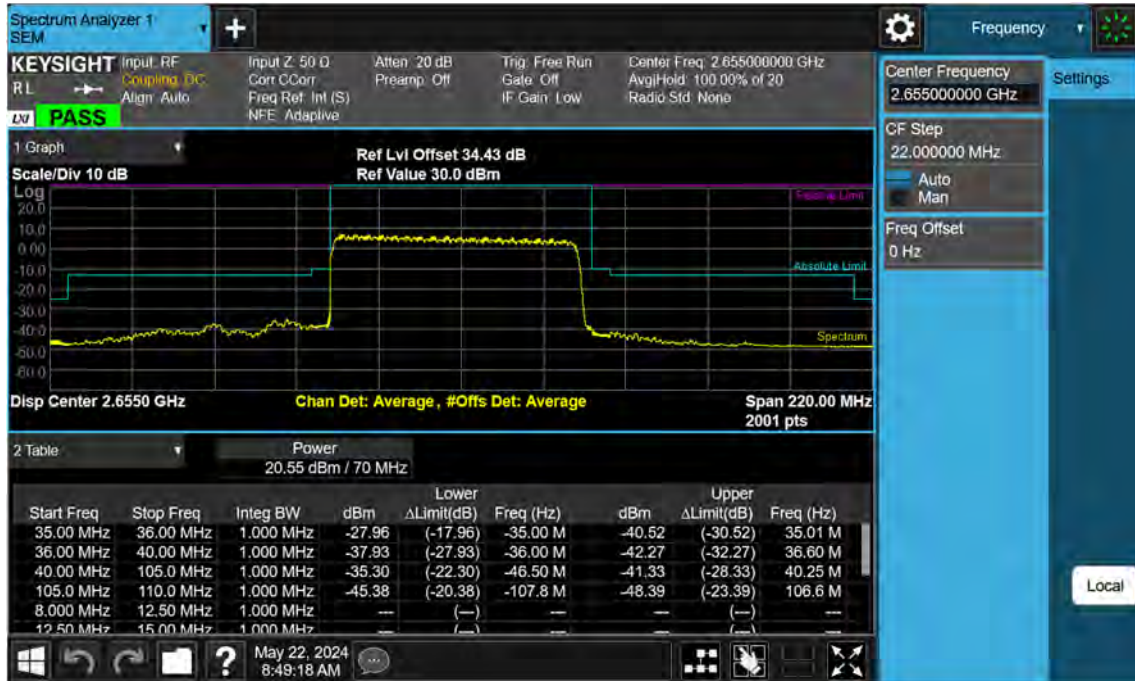 Spectrum Analyzer 1
SEM
Frequency
KEYSIGHT
R L
LXI
PASS
Input: RF
Coupling: DC
Align: Auto
Input Z: 50 Ω
Corr CCorr
Freq Ref: Int (S)
NFE: Adaptive
Atten: 20 dB
Preamp: Off
Trig: Free Run
Gate: Off
IF Gain: Low
Center Freq: 2.655000000 GHz
Avg|Hold: 100.00% of 20
Radio Std: None
Center Frequency
2.655000000 GHz
Settings
CF Step
22.000000 MHz
Auto
Man
Freq Offset
0 Hz
1 Graph
Scale/Div 10 dB
Ref Lvl Offset 34.43 dB
Ref Value 30.0 dBm
Log
20.0
10.0
0.00
-10.0
-20.0
-30.0
-40.0
-50.0
-60.0
Limit
Absolute Limit
Spectrum
Disp Center 2.6550 GHz
Chan Det: Average, #Offs Det: Average
Span 220.00 MHz
2001 pts
2 Table
Power
20.55 dBm / 70 MHz
Lower Upper
Start Freq Stop Freq Integ BW dBm ΔLimit(dB) Freq (Hz) dBm ΔLimit(dB) Freq (Hz)
35.00 MHz 36.00 MHz 1.000 MHz -27.96 (-17.96) -35.00 M -40.52 (-30.52) 35.01 M
36.00 MHz 40.00 MHz 1.000 MHz -37.93 (-27.93) -36.00 M -42.27 (-32.27) 36.60 M
40.00 MHz 105.0 MHz 1.000 MHz -35.30 (-22.30) -46.50 M -41.33 (-28.33) 40.25 M
105.0 MHz 110.0 MHz 1.000 MHz -45.38 (-20.38) -107.8 M -48.39 (-23.39) 106.6 M
8.000 MHz 12.50 MHz 1.000 MHz --- (---) --- --- (---) ---
12.50 MHz 15.00 MHz 1.000 MHz --- (---) --- --- (---) ---
Local
?
May 22, 2024
8:49:18 AM